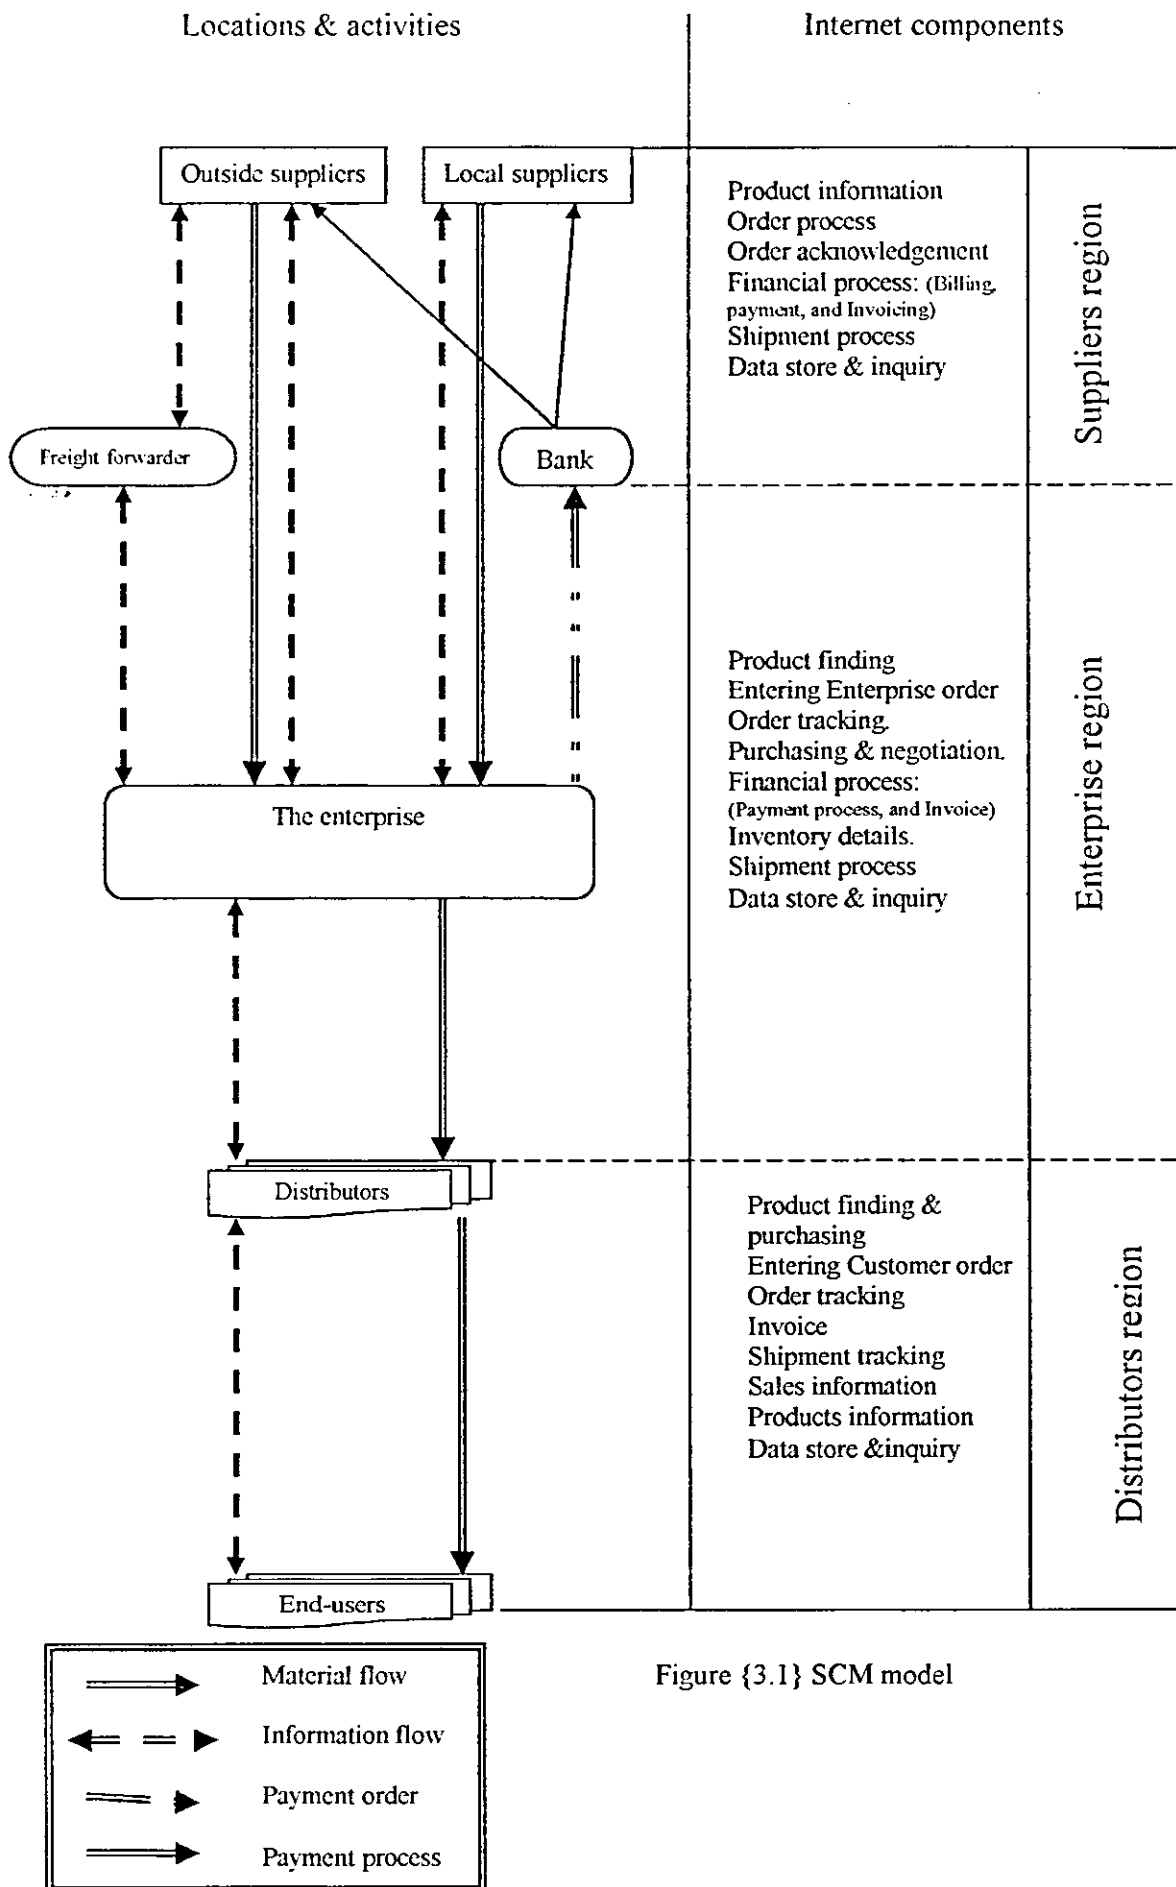 Locations & activities
Internet components
Outside suppliers
Local suppliers
Product information
Order process
Order acknowledgement
Financial process: (Billing,
payment, and Invoicing)
Shipment process
Data store & inquiry
Suppliers region
Freight forwarder
Bank
Product finding
Entering Enterprise order
Order tracking.
Purchasing & negotiation.
Financial process:
(Payment process, and Invoice)
Inventory details.
Shipment process
Data store & inquiry
Enterprise region
The enterprise
Distributors
Product finding &
purchasing
Entering Customer order
Order tracking
Invoice
Shipment tracking
Sales information
Products information
Data store &inquiry
Distributors region
End-users
Material flow
Information flow
Payment order
Payment process
Figure {3.1} SCM model